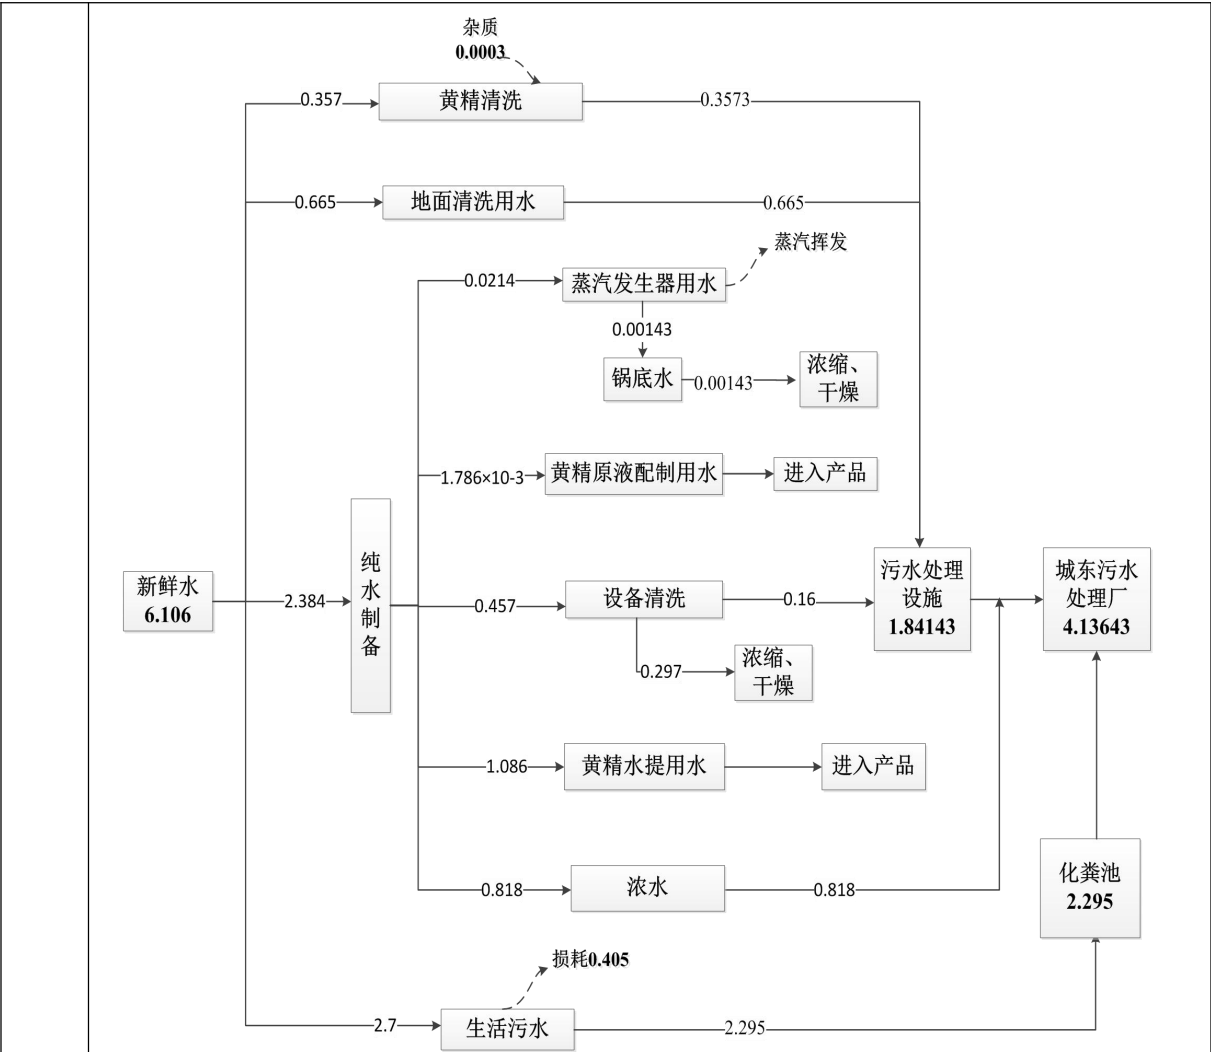 杂质
0.0003
0.357
黄精清洗
0.3573
0.665
地面清洗用水
0.665
蒸汽挥发
0.0214
蒸汽发生器用水
0.00143
锅底水
0.00143
浓缩、
干燥
1.786×10-3
黄精原液配制用水
进入产品
新鲜水
6.106
2.384
纯
水
制
备
0.457
设备清洗
0.16
污水处理
设施
1.84143
城东污水
处理厂
4.13643
0.297
浓缩、
干燥
1.086
黄精水提用水
进入产品
0.818
浓水
0.818
化粪池
2.295
损耗0.405
2.7
生活污水
2.295